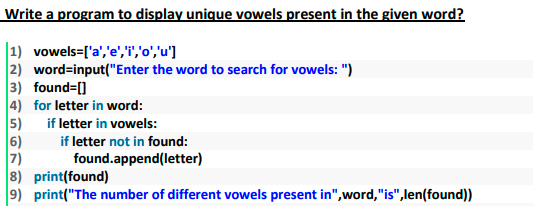 Write a program to display unique vowels present in the given word?
1) vowels=['a','e','i','o','u']
2) word=input("Enter the word to search for vowels: ")
3) found=[]
4) for letter in word:
5) if letter in vowels:
6) if letter not in found:
7) found.append(letter)
8) print(found)
9) print("The number of different vowels present in",word,"is",len(found))